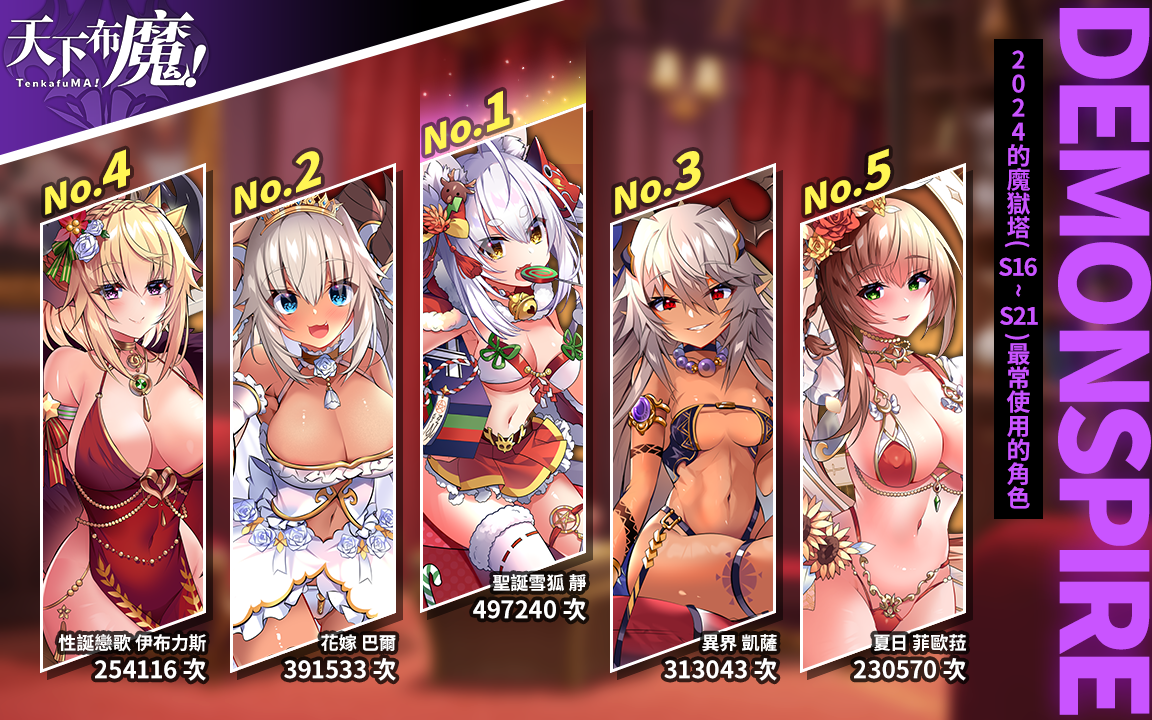 天下布魔!
TenkafuMA!
No.4
性誕戀歌 伊布力斯
254116 次
No.2
花嫁 巴爾
391533 次
No.1
聖誕雪狐 靜
497240 次
No.3
異界 凱薩
313043 次
No.5
夏日 菲歐菈
230570 次
2024的魔獄塔(S16~S21)最常使用的角色
DEMONSPIRE